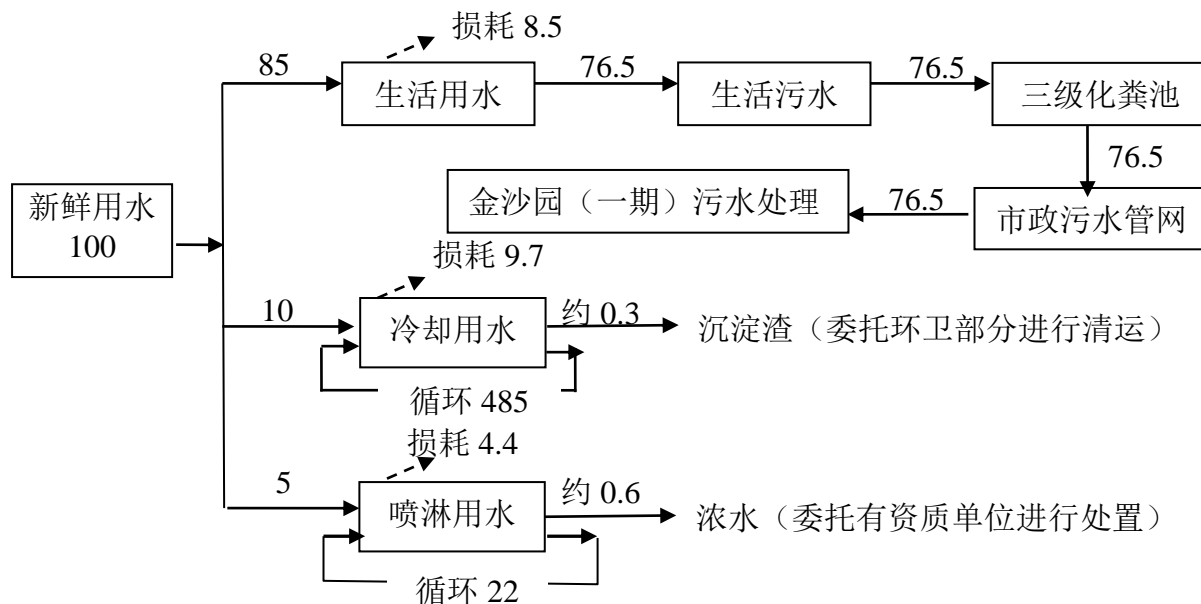 损耗 8.5
85
生活用水
76.5
生活污水
76.5
三级化粪池
76.5
新鲜用水
100
金沙园（一期）污水处理
76.5
市政污水管网
损耗 9.7
10
冷却用水
约 0.3
沉淀渣（委托环卫部分进行清运）
循环 485
损耗 4.4
5
喷淋用水
约 0.6
浓水（委托有资质单位进行处置）
循环 22